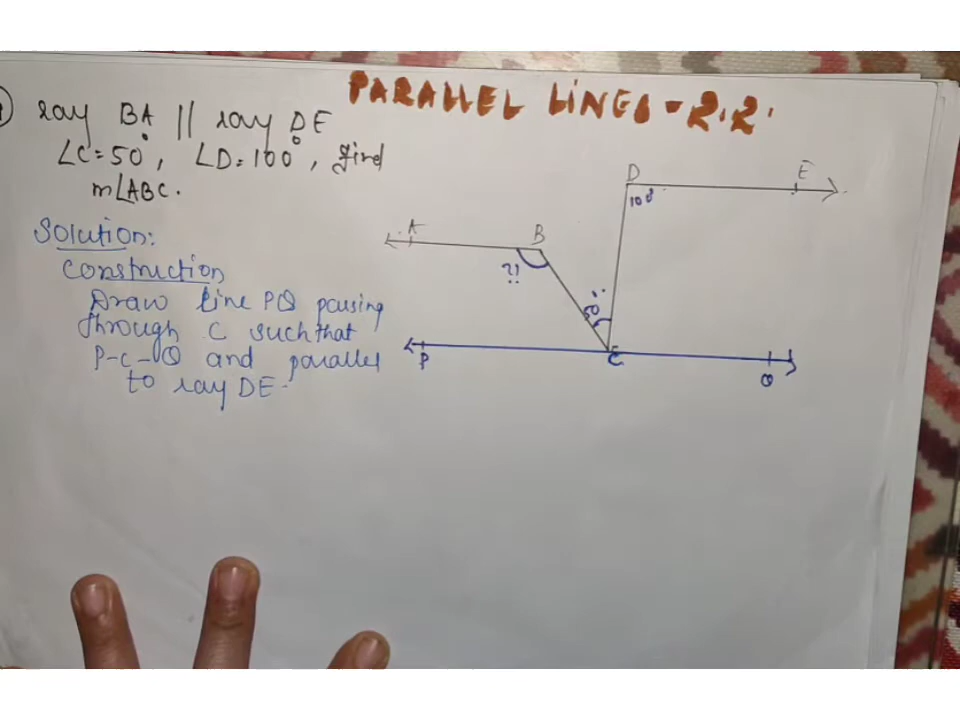 PARALLEL LINES - 2.2.
ray BA || ray DE
∠C=50°, ∠D=100°, find
m∠ABC.
Solution:
Construction
Draw line PQ passing
through C such that
P-C-Q and parallel
to ray DE.
D
E
100°
A
B
?!
P
C
Q